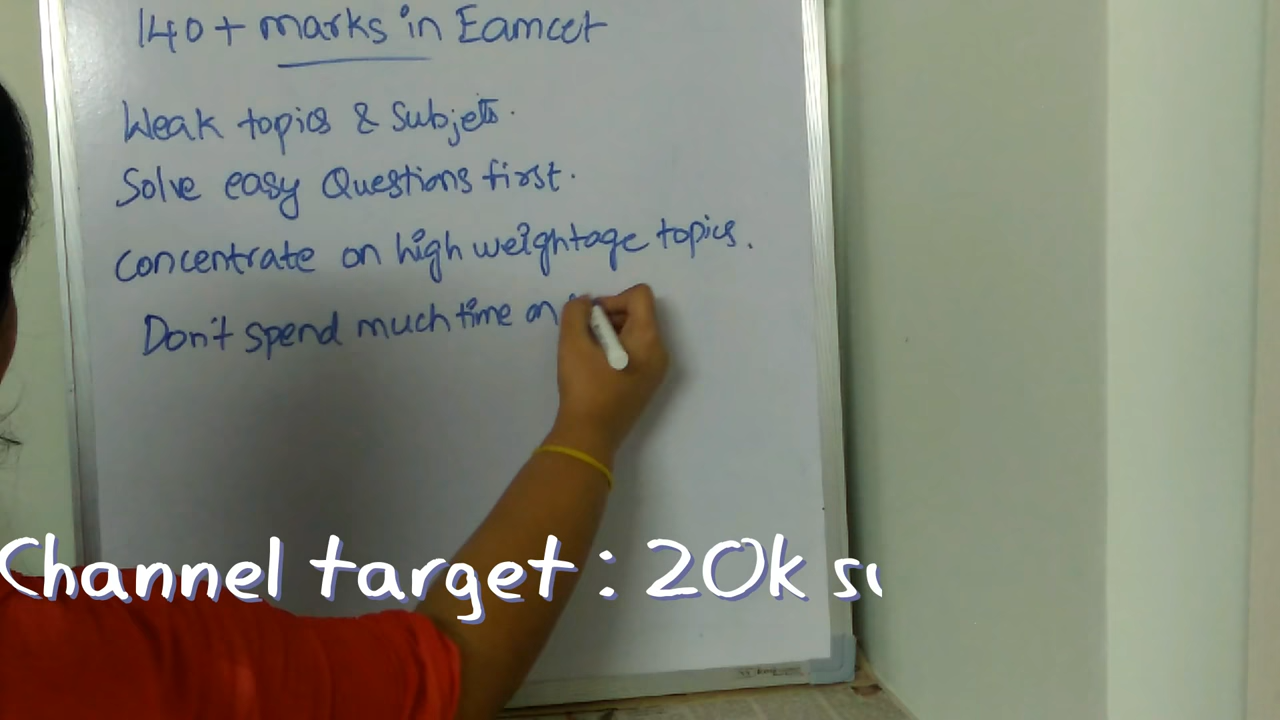 140+ marks in Eamcet
Weak topics & Subjets.
Solve easy Questions first.
Concentrate on high weightage topics.
Don't spend much time on
Channel target : 20k su